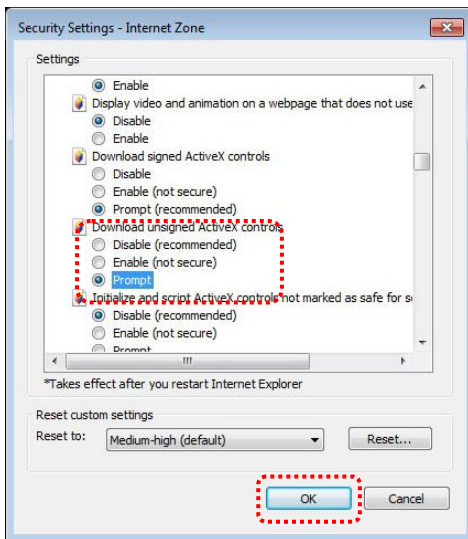 Security Settings - Internet Zone
Settings
Enable
Display video and animation on a webpage that does not use
Disable
Enable
Download signed ActiveX controls
Disable
Enable (not secure)
Prompt (recommended)
Download unsigned ActiveX controls
Disable (recommended)
Enable (not secure)
Prompt
Initialize and script ActiveX controls not marked as safe for s
Disable (recommended)
Enable (not secure)
Prompt
*Takes effect after you restart Internet Explorer
Reset custom settings
Reset to:
Medium-high (default)
Reset...
OK
Cancel